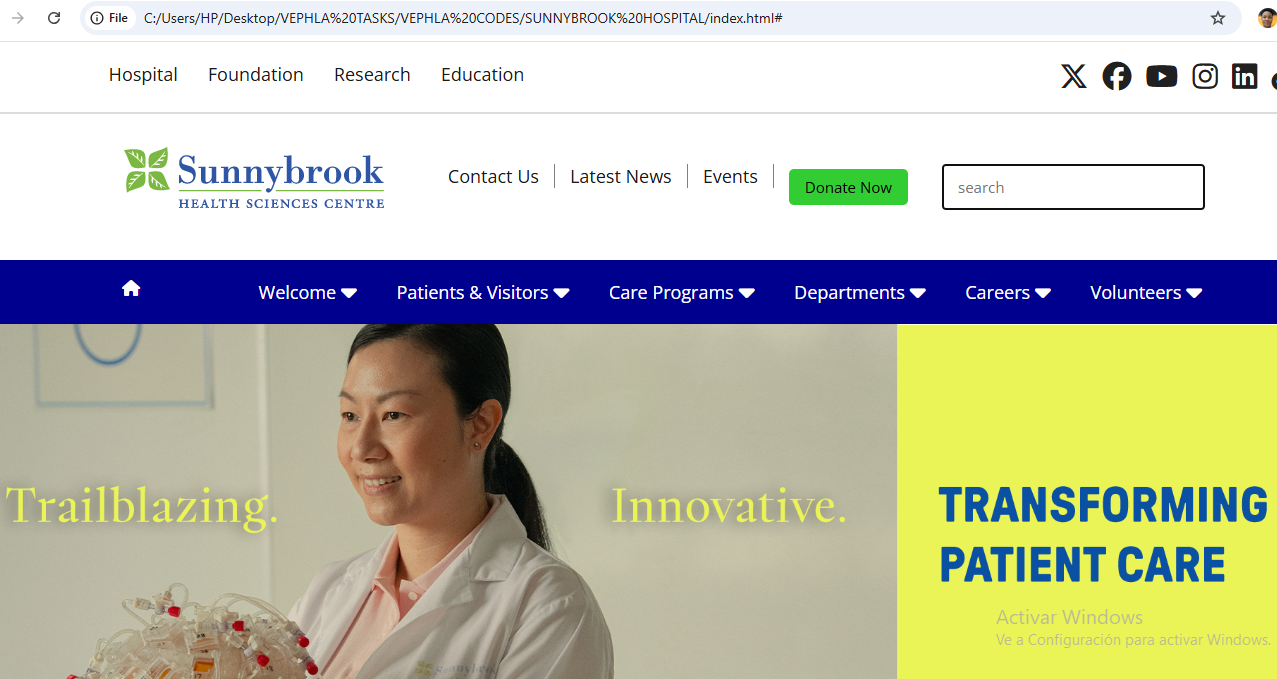 File C:/Users/HP/Desktop/VEPHLA%20TASKS/VEPHLA%20CODES/SUNNYBROOK%20HOSPITAL/index.html#
Hospital Foundation Research Education
Sunnybrook
HEALTH SCIENCES CENTRE
Contact Us Latest News Events Donate Now search
Welcome Patients & Visitors Care Programs Departments Careers Volunteers
Trailblazing. Innovative.
TRANSFORMING
PATIENT CARE
Activar Windows
Ve a Configuración para activar Windows.